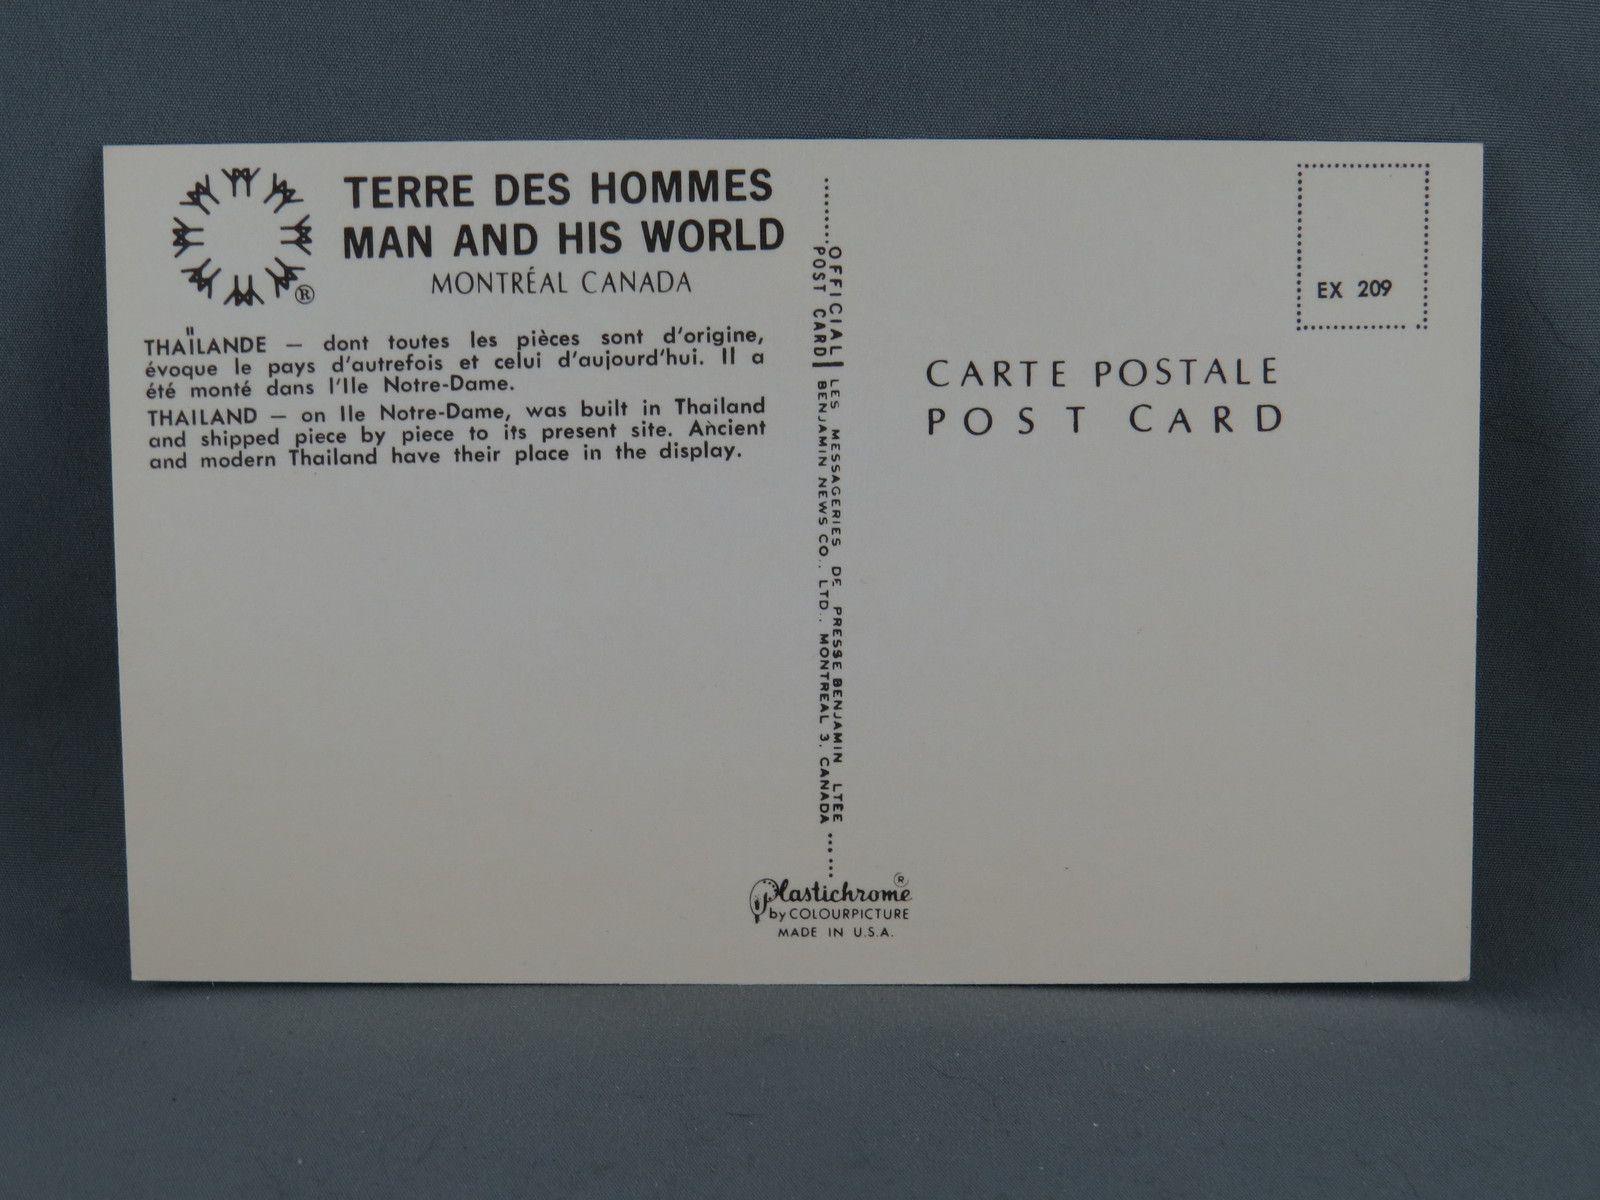 TERRE DES HOMMES
MAN AND HIS WORLD
MONTRÉAL CANADA
®
THAÏLANDE — dont toutes les pièces sont d'origine,
évoque le pays d'autrefois et celui d'aujourd'hui. Il a
été monté dans l'Ile Notre-Dame.
THAILAND — on Ile Notre-Dame, was built in Thailand
and shipped piece by piece to its present site. Ancient
and modern Thailand have their place in the display.
OFFICIAL
POST CARD
LES MESSAGERIES DE PRESSE BENJAMIN LTEE
BENJAMIN NEWS CO., LTD., MONTREAL 3, CANADA
EX 209
CARTE POSTALE
POST CARD
Plastichrome ®
by COLOURPICTURE
MADE IN U.S.A.